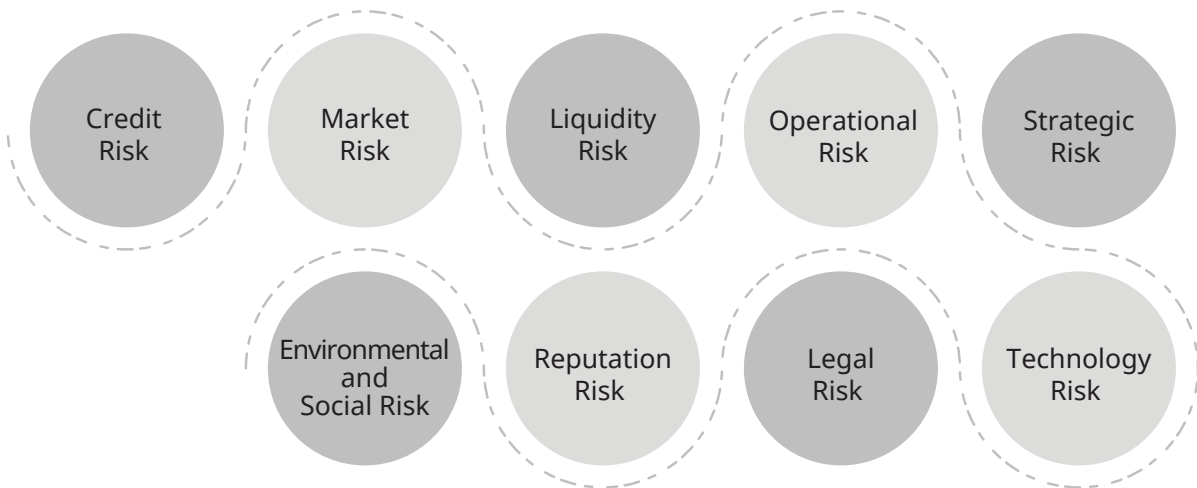 Credit
Risk
Market
Risk
Liquidity
Risk
Operational
Risk
Strategic
Risk
Environmental
and
Social Risk
Reputation
Risk
Legal
Risk
Technology
Risk